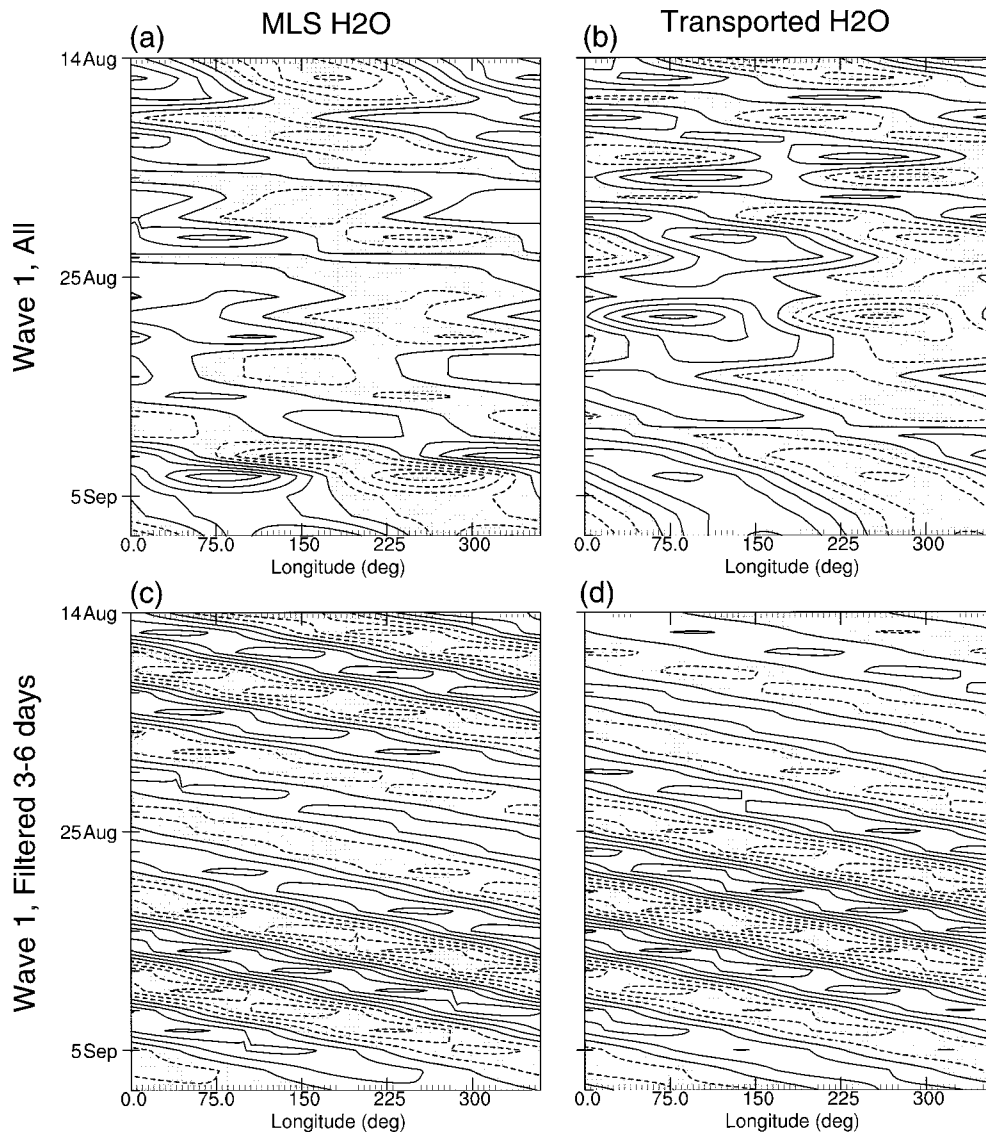 MLS H2O
Transported H2O
(a)
(b)
Wave 1, All
14Aug
25Aug
5Sep
0.0 75.0 150 225 300
Longitude (deg)
0.0 75.0 150 225 300
Longitude (deg)
(c)
(d)
Wave 1, Filtered 3-6 days
14Aug
25Aug
5Sep
0.0 75.0 150 225 300
Longitude (deg)
0.0 75.0 150 225 300
Longitude (deg)